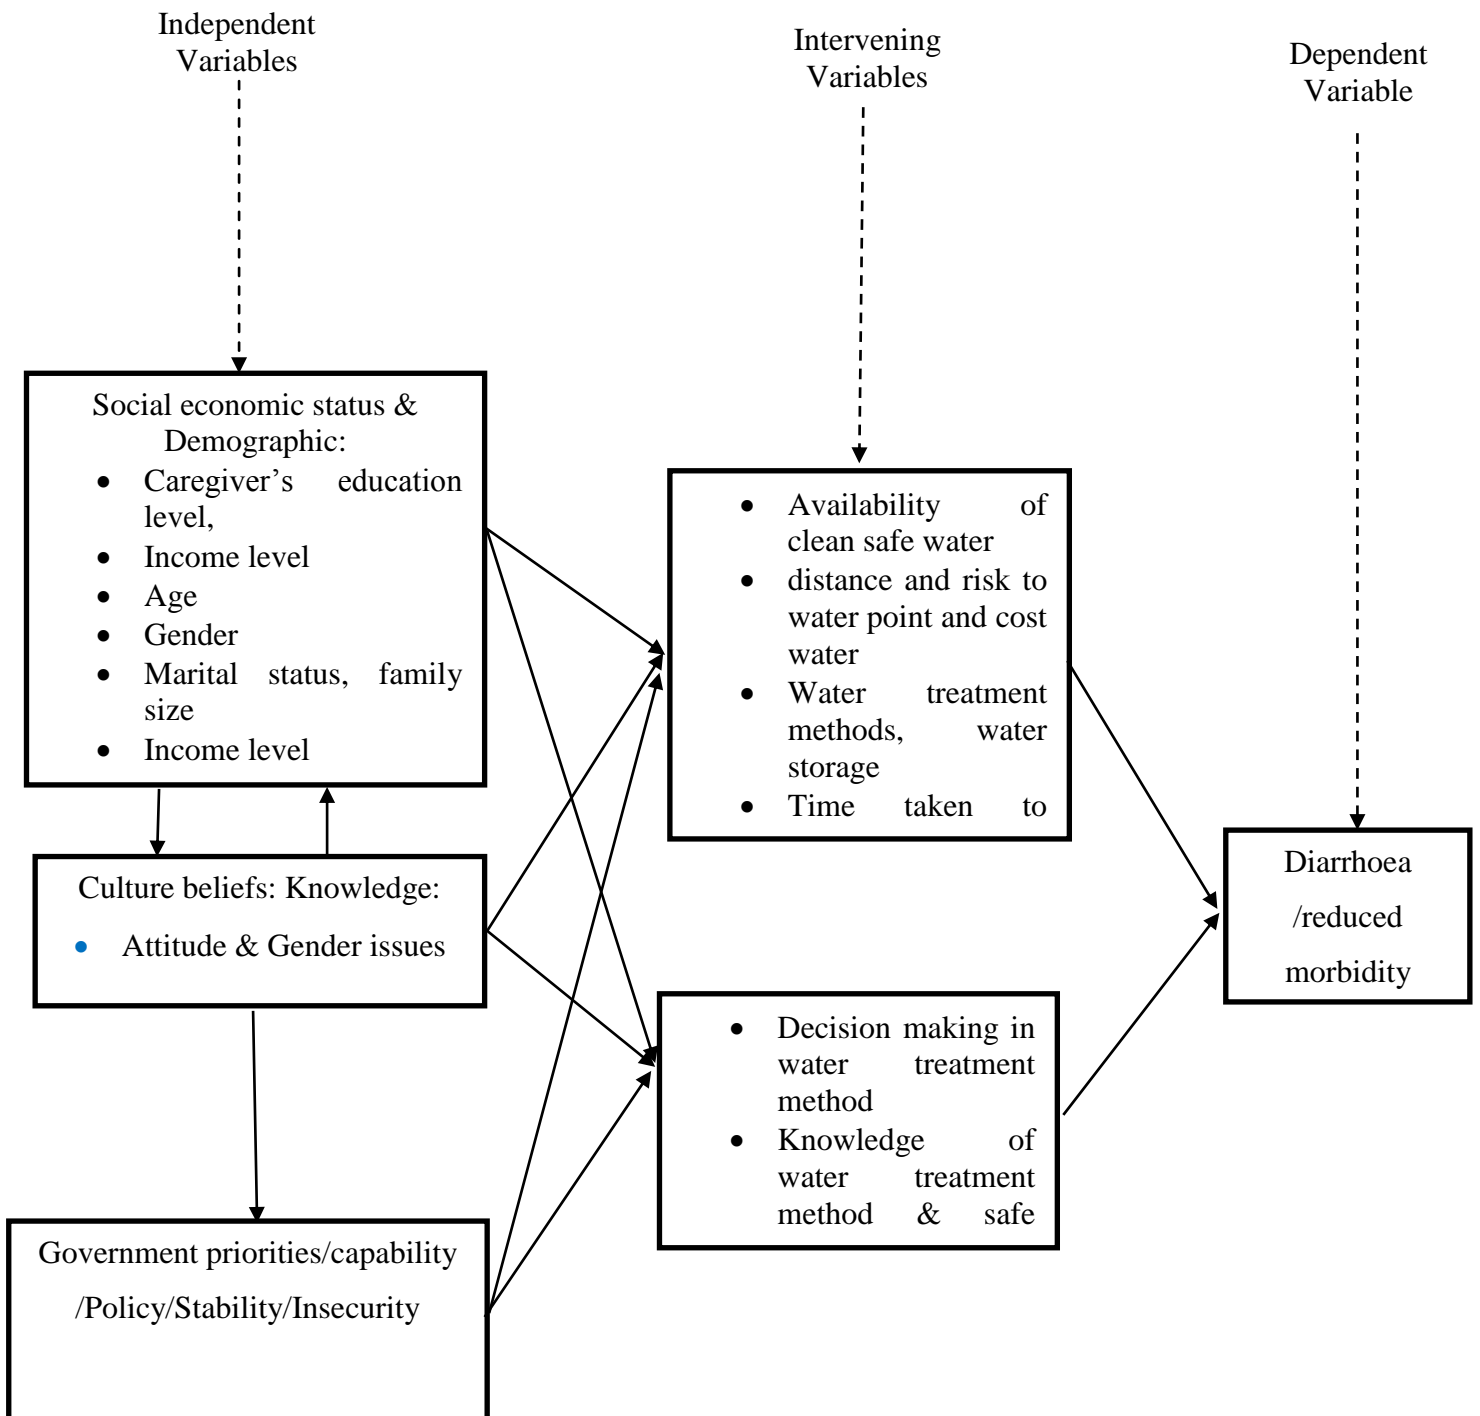 Independent
Variables
Intervening
Variables
Dependent
Variable
Social economic status &
Demographic:
• Caregiver’s education
level,
• Income level
• Age
• Gender
• Marital status, family
size
• Income level
Culture beliefs: Knowledge:
• Attitude & Gender issues
Government priorities/capability
/Policy/Stability/Insecurity
• Availability of
clean safe water
• distance and risk to
water point and cost
water
• Water treatment
methods, water
storage
• Time taken to
• Decision making in
water treatment
method
• Knowledge of
water treatment
method & safe
Diarrhoea
/reduced
morbidity